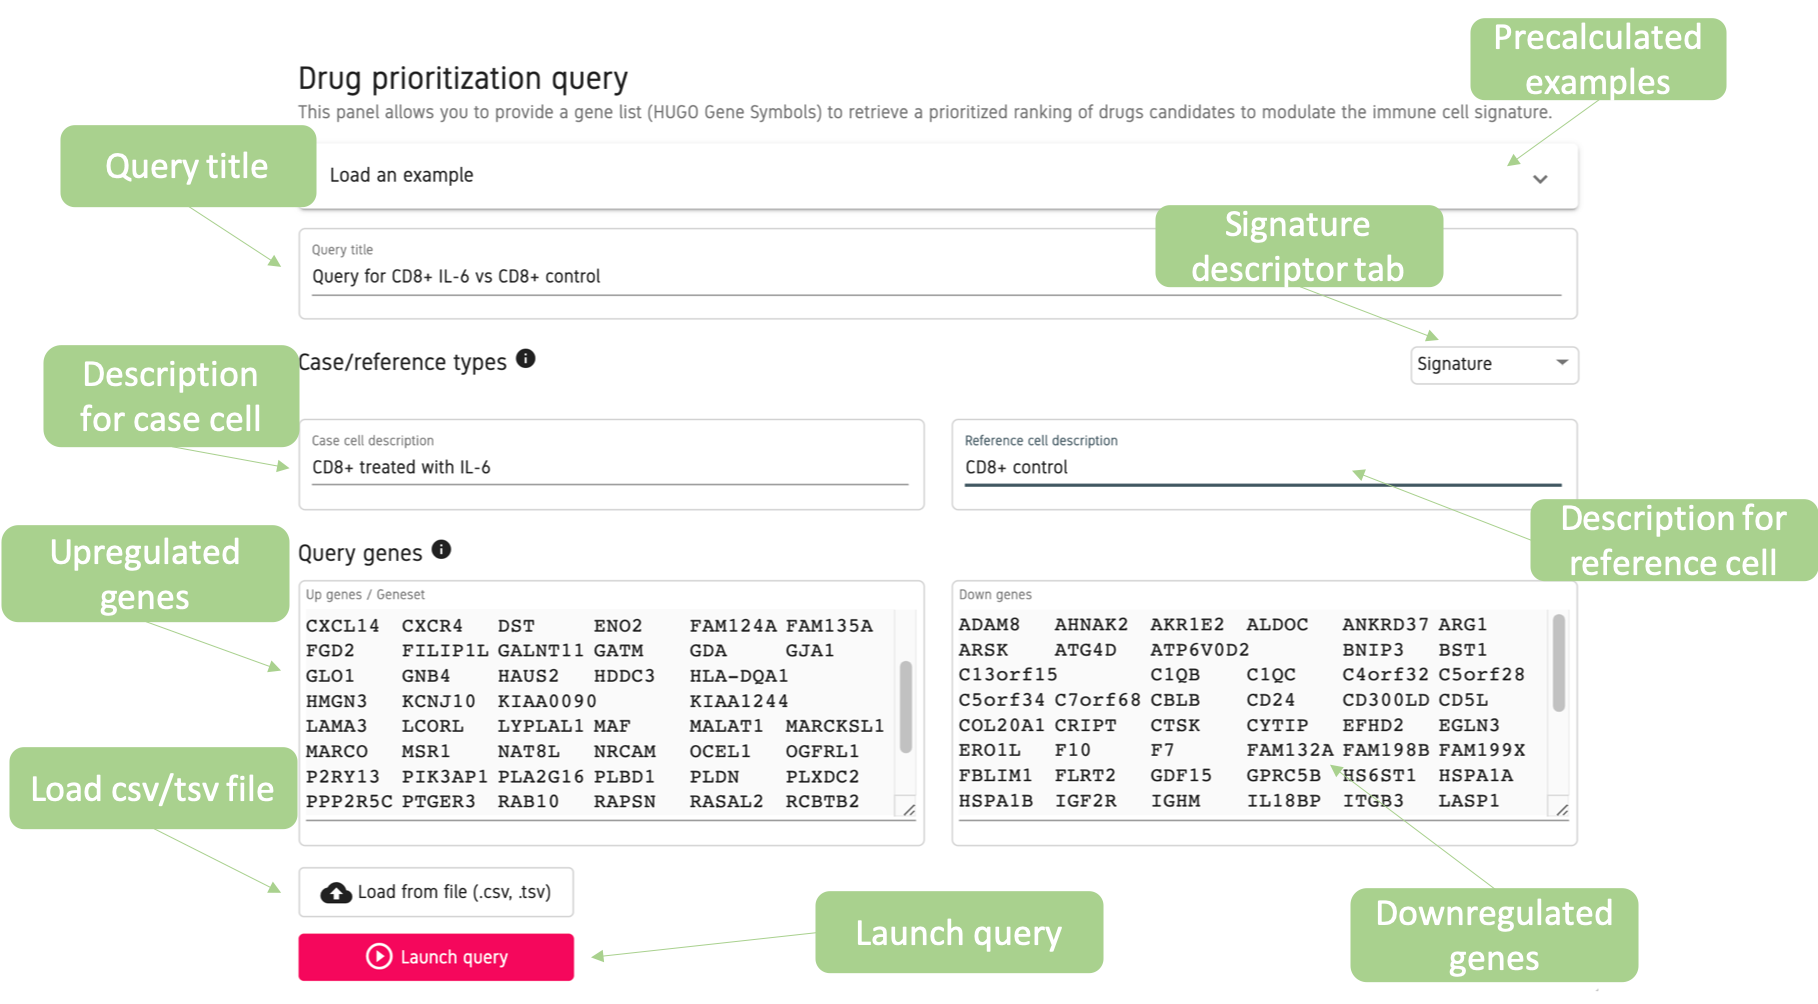 Precalculated
examples
Drug prioritization query
This panel allows you to provide a gene list (HUGO Gene Symbols) to retrieve a prioritized ranking of drugs candidates to modulate the immune cell signature.
Query title
Load an example
Signature
descriptor tab
Query title
Query for CD8+ IL-6 vs CD8+ control
Description
for case cell
Case/reference types
Signature
Case cell description
CD8+ treated with IL-6
Reference cell description
CD8+ control
Description for
reference cell
Upregulated
genes
Query genes
Up genes / Geneset
CXCL14 CXCR4 DST ENO2 FAM124A FAM135A
FGD2 FILIP1L GALNT11 GATM GDA GJA1
GLO1 GNB4 HAUS2 HDDC3 HLA-DQA1
HMGN3 KCNJ10 KIAA0090 KIAA1244
LAMA3 LCORL LYPLAL1 MAF MALAT1 MARCKSL1
MARCO MSR1 NAT8L NRCAM OCEL1 OGFRL1
P2RY13 PIK3AP1 PLA2G16 PLBD1 PLDN PLXDC2
PPP2R5C PTGER3 RAB10 RAPSN RASAL2 RCBTB2
Down genes
ADAM8 AHNAK2 AKR1E2 ALDOC ANKRD37 ARG1
ARSK ATG4D ATP6V0D2 BNIP3 BST1
C13orf15 C1QB C1QC C4orf32 C5orf28
C5orf34 C7orf68 CBLB CD24 CD300LD CD5L
COL20A1 CRIPT CTSK CYTIP EFHD2 EGLN3
ERO1L F10 F7 FAM132A FAM198B FAM199X
FBLIM1 FLRT2 GDF15 GPRC5B HS6ST1 HSPA1A
HSPA1B IGF2R IGHM IL18BP ITGB3 LASP1
Load csv/tsv file
Load from file (.csv, .tsv)
Launch query
Launch query
Downregulated
genes